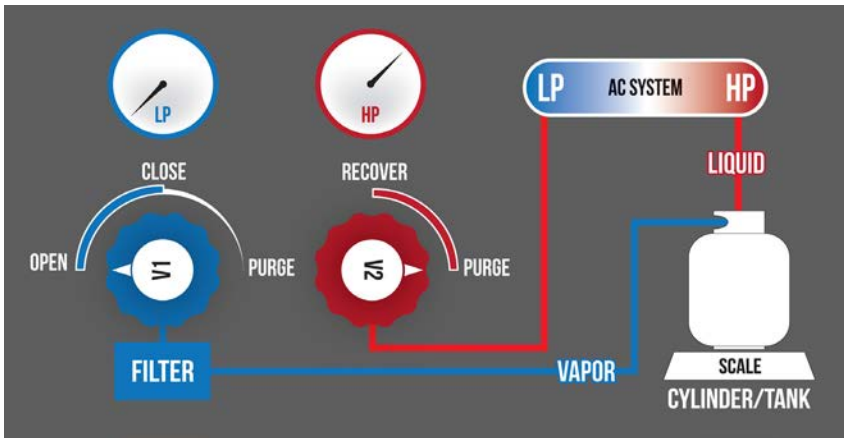 LP
HP
LP AC SYSTEM HP
CLOSE
RECOVER
LIQUID
OPEN
V1
PURGE
V2
PURGE
FILTER
VAPOR
SCALE
CYLINDER/TANK